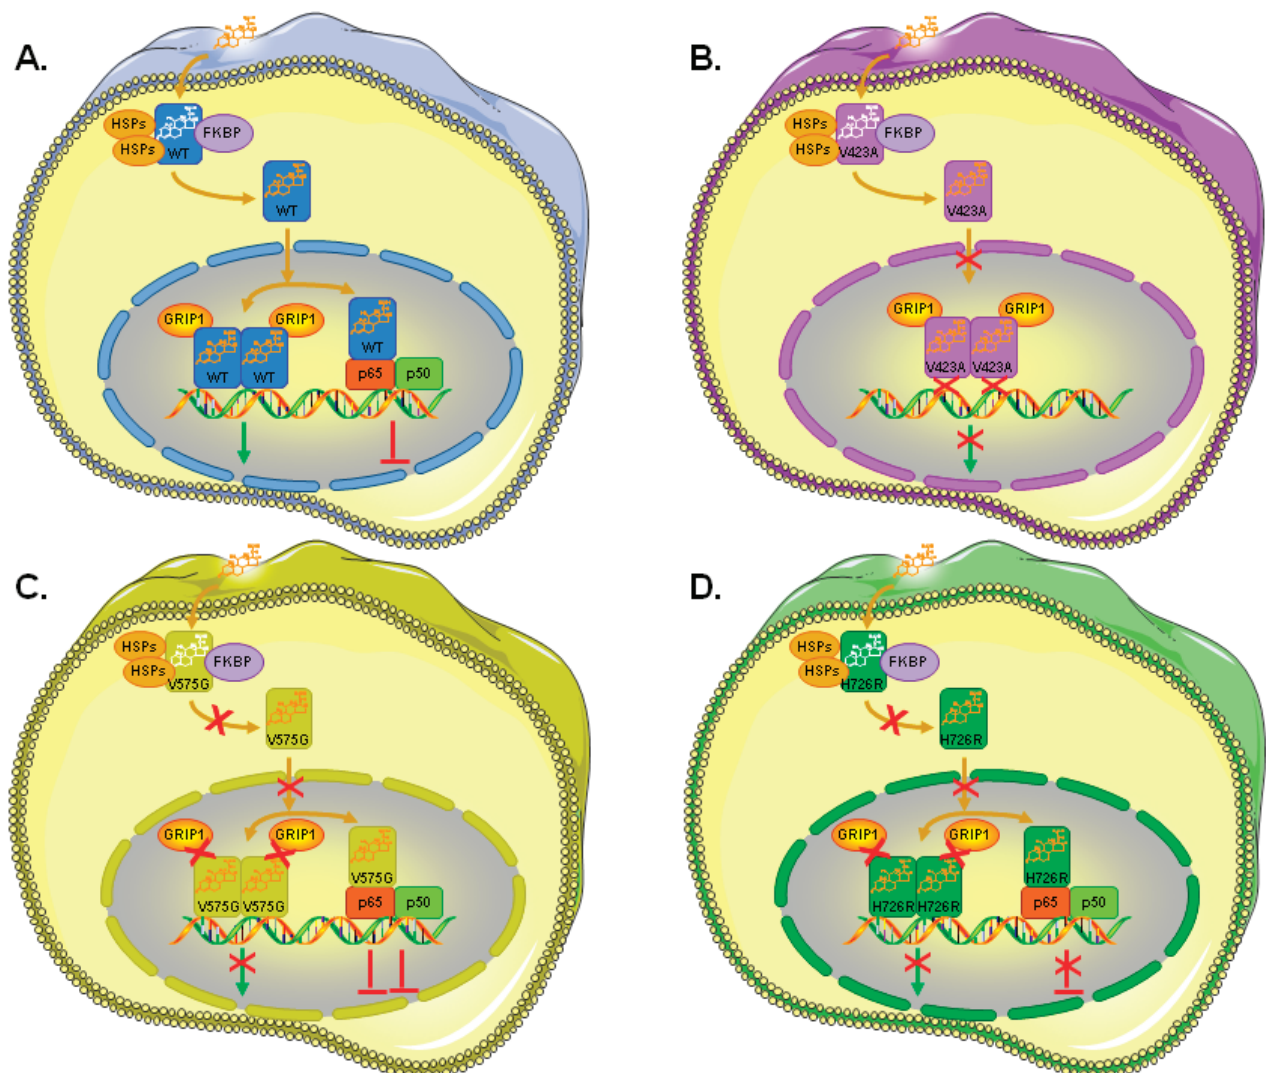 A.
HSPs
HSPs
WT
FKBP
WT
GRIP1
GRIP1
WT
WT
WT
p65
p50
B.
HSPs
HSPs
V423A
FKBP
V423A
GRIP1
GRIP1
V423A
V423A
C.
HSPs
HSPs
V575G
FKBP
V575G
GRIP1
GRIP1
V575G
V575G
V575G
p65
p50
D.
HSPs
HSPs
H726R
FKBP
H726R
GRIP1
GRIP1
H726R
H726R
H726R
p65
p50